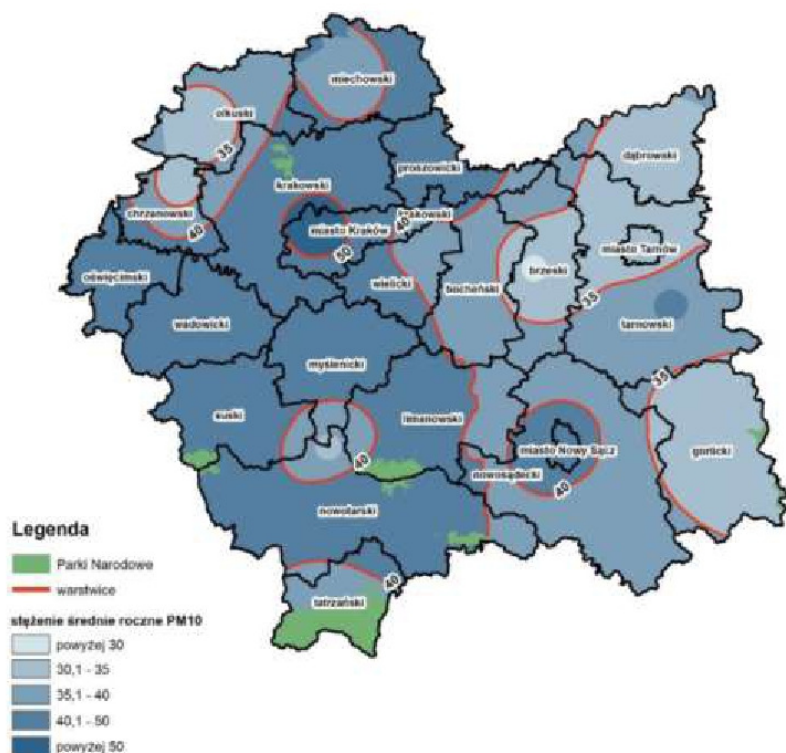 miechowski
olkuski
35
dąbrowski
proszowicki
krakowski
chrzanowski
40
krakowski
40
miasto Kraków
50
miasto Tarnów
oświęcimski
wielicki
bocheński
brzeski
35
wadowicki
tarnowski
myślenicki
35
suski
limanowski
miasto Nowy Sącz
gorlicki
40
nowosądecki
40
nowotarski
40
tatrzański
Legenda
Parki Narodowe
warstwice
stężenie średnie roczne PM10
powyżej 30
30,1 - 35
35,1 - 40
40,1 - 50
powyżej 50